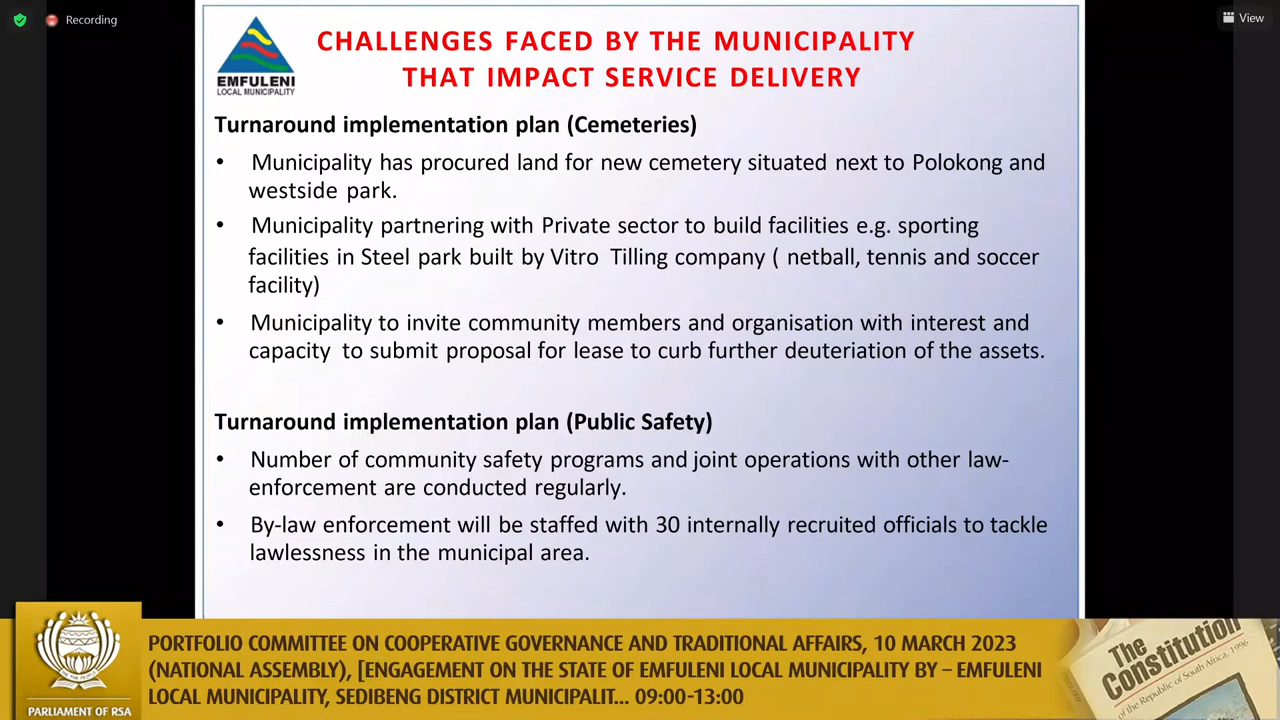 Recording
View
EMFULENI
LOCAL MUNICIPALITY
CHALLENGES FACED BY THE MUNICIPALITY
THAT IMPACT SERVICE DELIVERY
Turnaround implementation plan (Cemeteries)
• Municipality has procured land for new cemetery situated next to Polokong and
westside park.
• Municipality partnering with Private sector to build facilities e.g. sporting
facilities in Steel park built by Vitro Tilling company ( netball, tennis and soccer
facility)
• Municipality to invite community members and organisation with interest and
capacity to submit proposal for lease to curb further deuteriation of the assets.
Turnaround implementation plan (Public Safety)
• Number of community safety programs and joint operations with other law-
enforcement are conducted regularly.
• By-law enforcement will be staffed with 30 internally recruited officials to tackle
lawlessness in the municipal area.
PARLIAMENT OF RSA
PORTFOLIO COMMITTEE ON COOPERATIVE GOVERNANCE AND TRADITIONAL AFFAIRS, 10 MARCH 2023
(NATIONAL ASSEMBLY), [ENGAGEMENT ON THE STATE OF EMFULENI LOCAL MUNICIPALITY BY – EMFULENI
LOCAL MUNICIPALITY, SEDIBENG DISTRICT MUNICIPALIT... 09:00-13:00
The
Constitution
of the Republic of South Africa, 1996